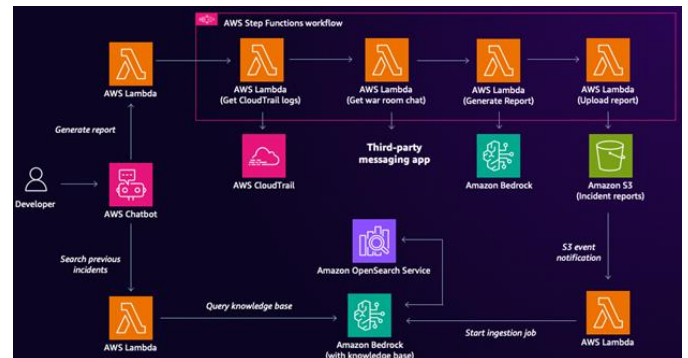 AWS Step Functions workflow
AWS Lambda
AWS Lambda
(Get CloudTrail logs)
AWS Lambda
(Get war room chat)
AWS Lambda
(Generate Report)
AWS Lambda
(Upload report)
Generate report
Third-party
messaging app
AWS CloudTrail
Amazon Bedrock
Amazon S3
(Incident reports)
Developer
AWS Chatbot
Search previous
incidents
Amazon OpenSearch Service
S3 event
notification
Query knowledge base
Start ingestion job
AWS Lambda
Amazon Bedrock
(with knowledge base)
AWS Lambda